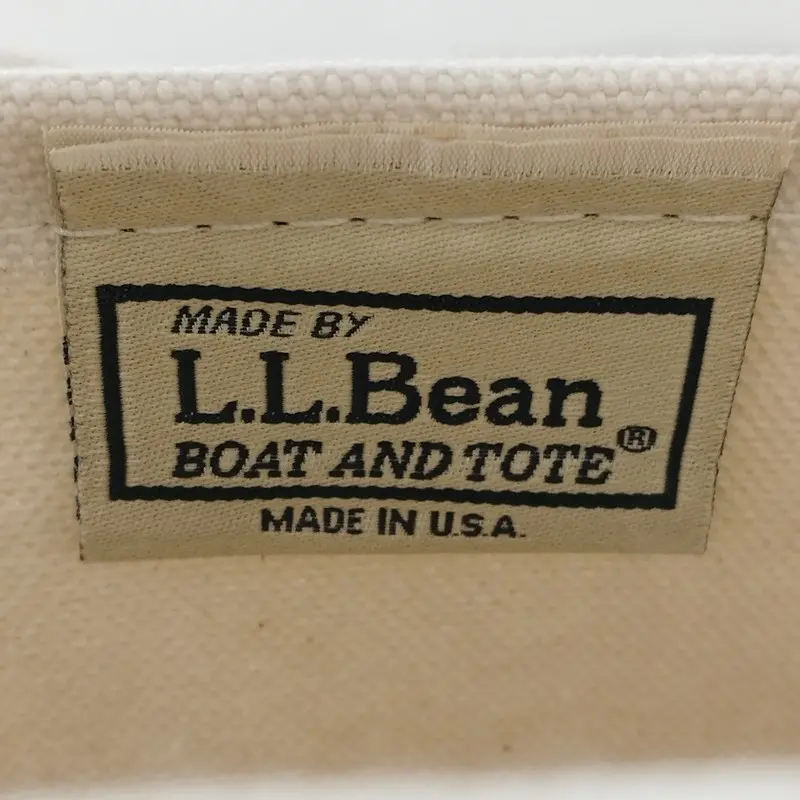 MADE BY
L.L.Bean
BOAT AND TOTE®
MADE IN U.S.A.